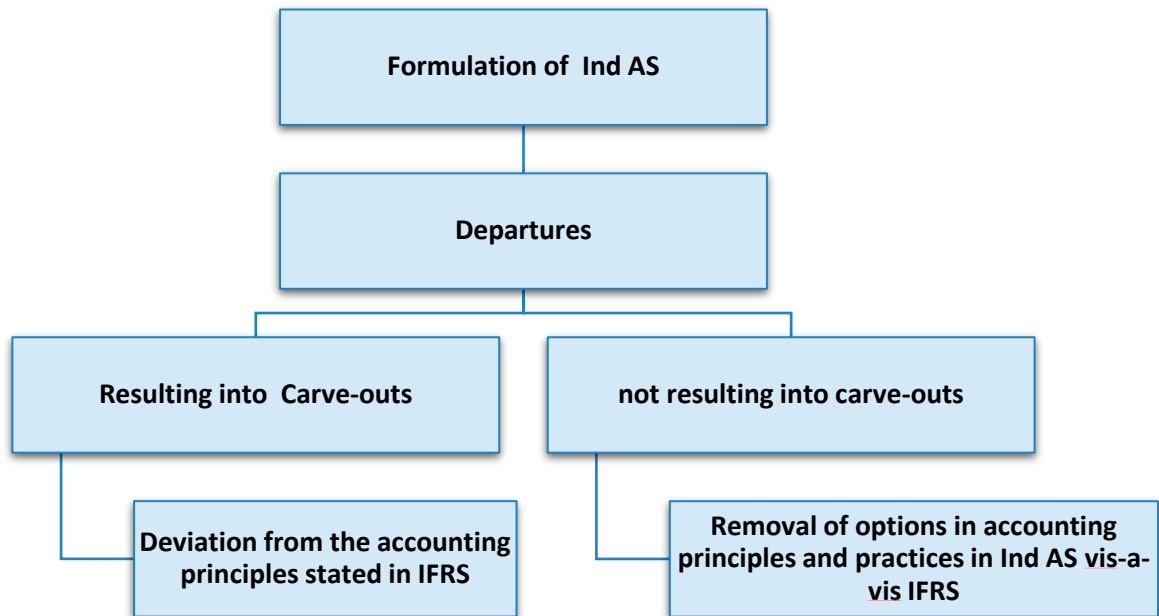 Formulation of  Ind AS
Departures
Resulting into  Carve-outs
not resulting into carve-outs
Deviation from the accounting
principles stated in IFRS
Removal of options in accounting
principles and practices in Ind AS vis-a-
vis IFRS